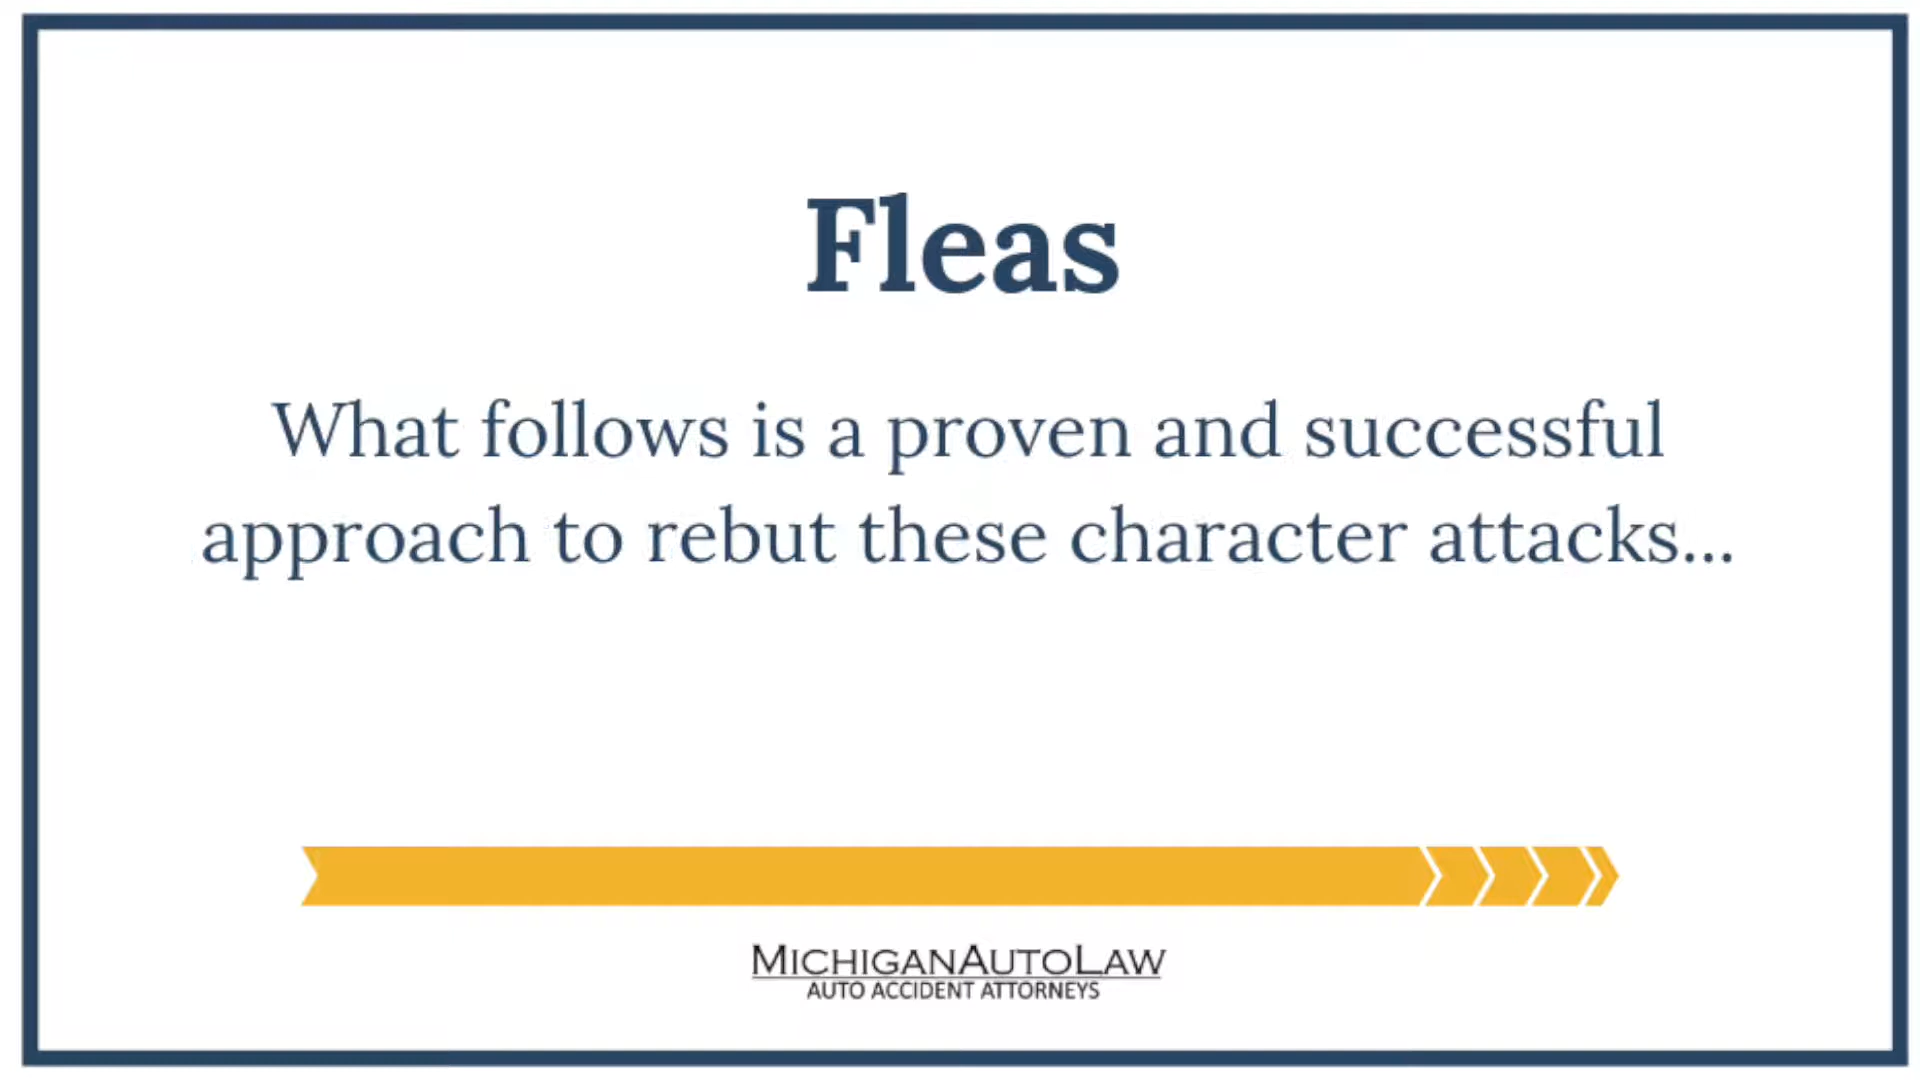 Fleas
What follows is a proven and successful
approach to rebut these character attacks...
MICHIGANAUTOLAW
AUTO ACCIDENT ATTORNEYS